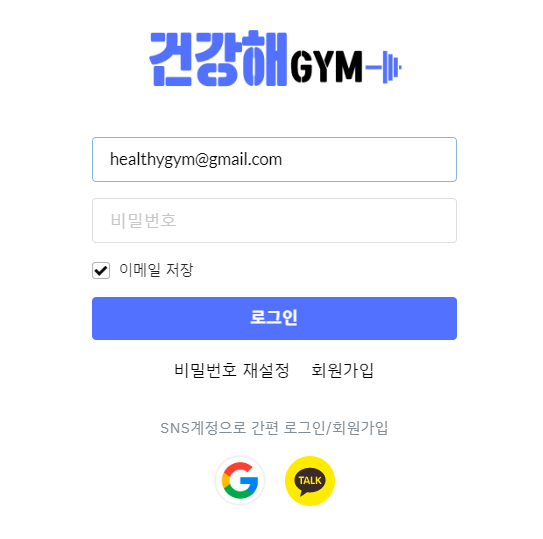 건강해GYM
healthygym@gmail.com
비밀번호
이메일 저장
로그인
비밀번호 재설정 회원가입
SNS계정으로 간편 로그인/회원가입
G TALK